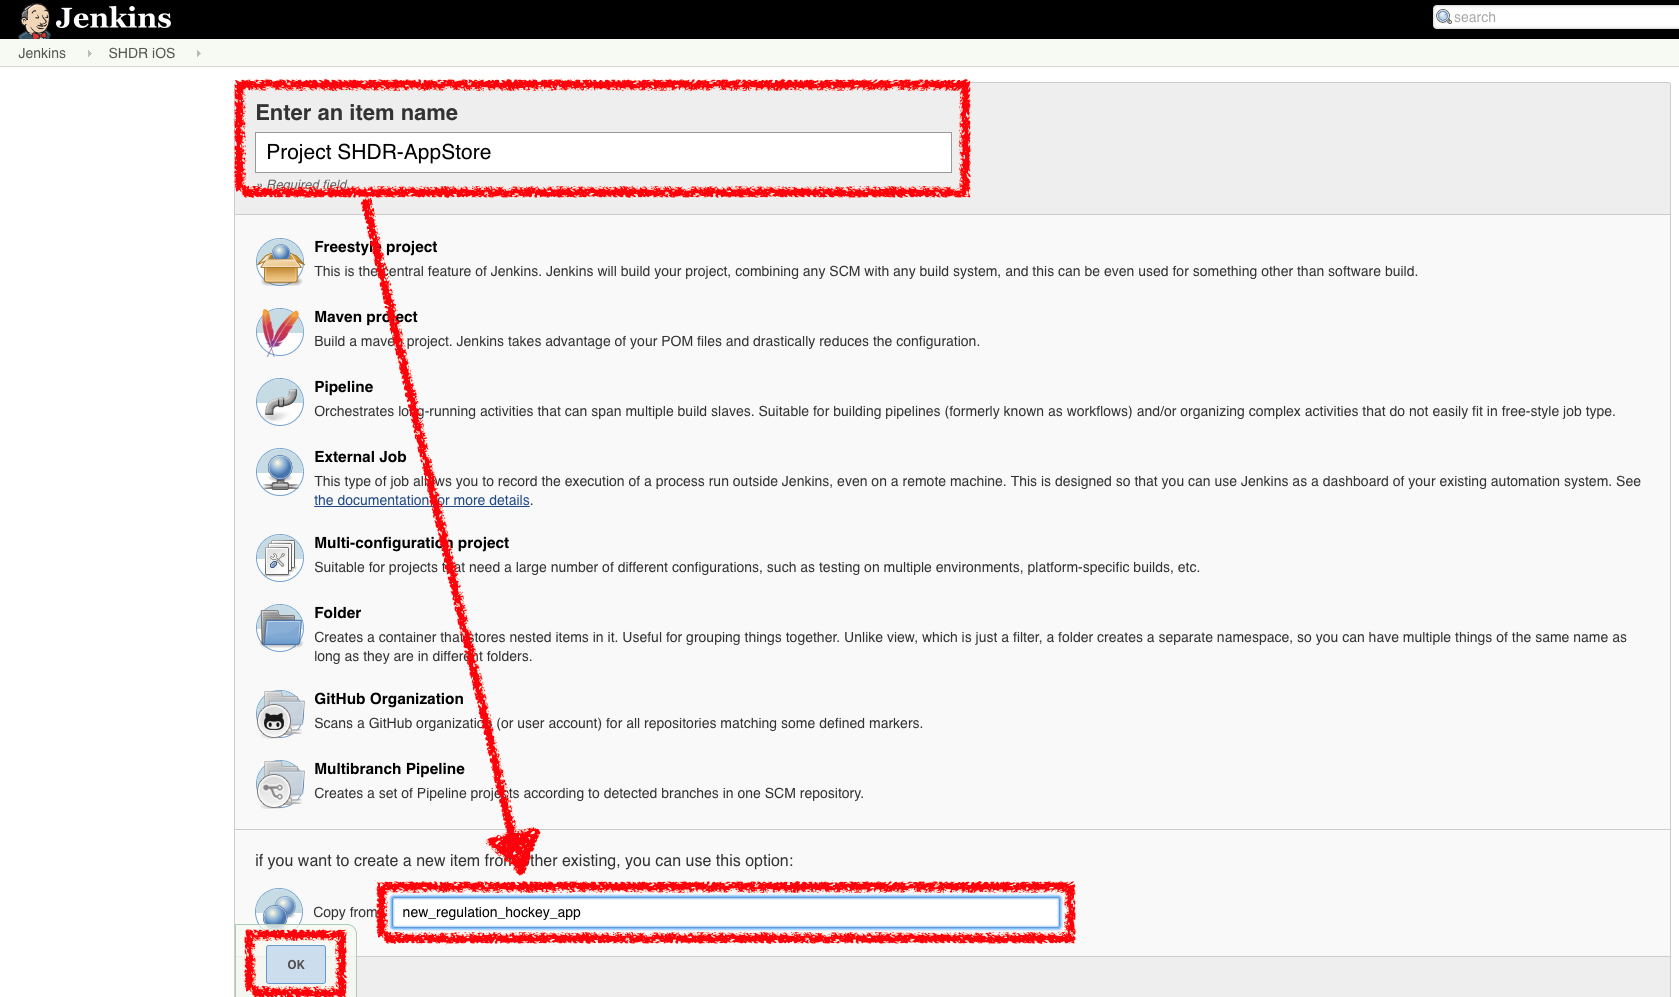 Jenkins
search
Jenkins
SHDR iOS
Enter an item name
Project SHDR-AppStore
» Required field
Freestyle project
This is the central feature of Jenkins. Jenkins will build your project, combining any SCM with any build system, and this can be even used for something other than software build.
Maven project
Build a maven project. Jenkins takes advantage of your POM files and drastically reduces the configuration.
Pipeline
Orchestrates long-running activities that can span multiple build slaves. Suitable for building pipelines (formerly known as workflows) and/or organizing complex activities that do not easily fit in free-style job type.
External Job
This type of job allows you to record the execution of a process run outside Jenkins, even on a remote machine. This is designed so that you can use Jenkins as a dashboard of your existing automation system. See
the documentation for more details.
Multi-configuration project
Suitable for projects that need a large number of different configurations, such as testing on multiple environments, platform-specific builds, etc.
Folder
Creates a container that stores nested items in it. Useful for grouping things together. Unlike view, which is just a filter, a folder creates a separate namespace, so you can have multiple things of the same name as
long as they are in different folders.
GitHub Organization
Scans a GitHub organization (or user account) for all repositories matching some defined markers.
Multibranch Pipeline
Creates a set of Pipeline projects according to detected branches in one SCM repository.
if you want to create a new item from other existing, you can use this option:
Copy from
new_regulation_hockey_app
OK